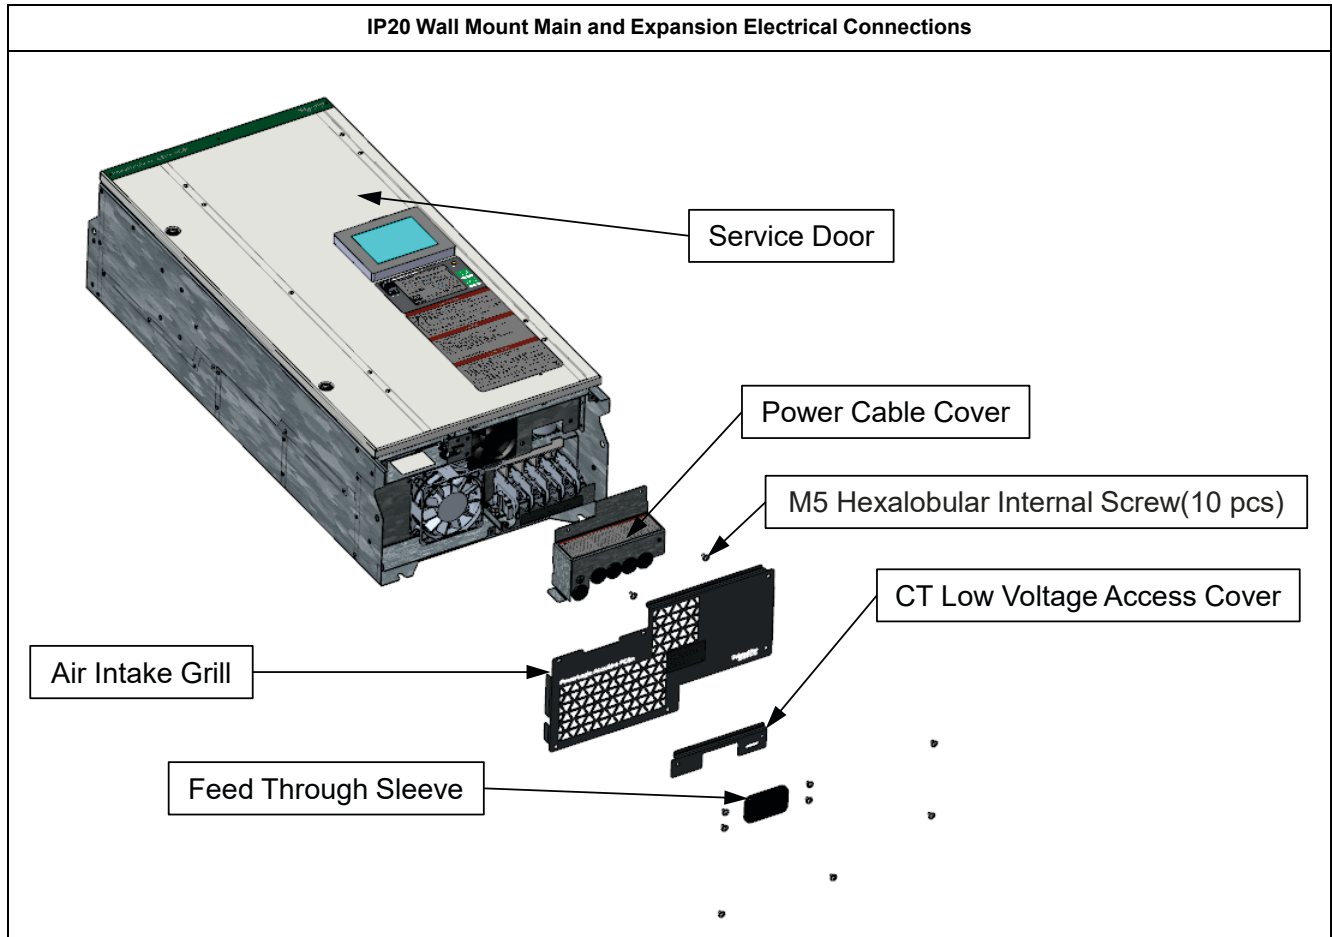 IP20 Wall Mount Main and Expansion Electrical Connections
Service Door
Power Cable Cover
M5 Hexalobular Internal Screw(10 pcs)
CT Low Voltage Access Cover
Air Intake Grill
Feed Through Sleeve